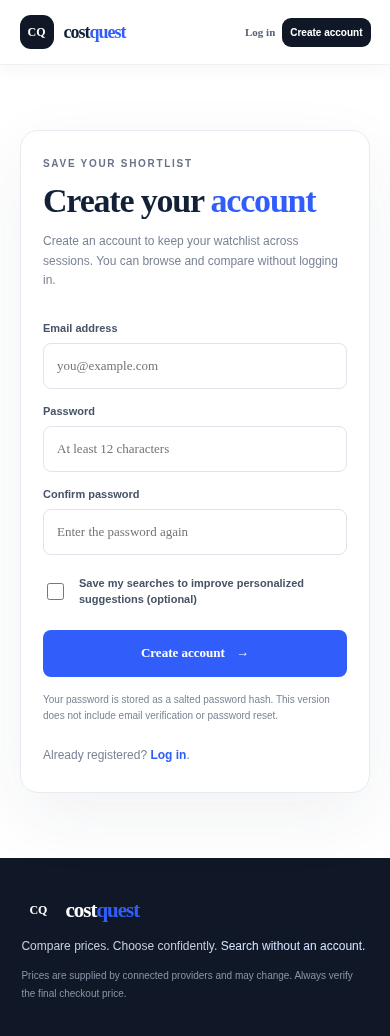 CQ costquest Log in Create account
SAVE YOUR SHORTLIST
Create your account
Create an account to keep your watchlist across
sessions. You can browse and compare without logging
in.
Email address
you@example.com
Password
At least 12 characters
Confirm password
Enter the password again
Save my searches to improve personalized
suggestions (optional)
Create account →
Your password is stored as a salted password hash. This version
does not include email verification or password reset.
Already registered? Log in.
CQ costquest
Compare prices. Choose confidently. Search without an account.
Prices are supplied by connected providers and may change. Always verify
the final checkout price.